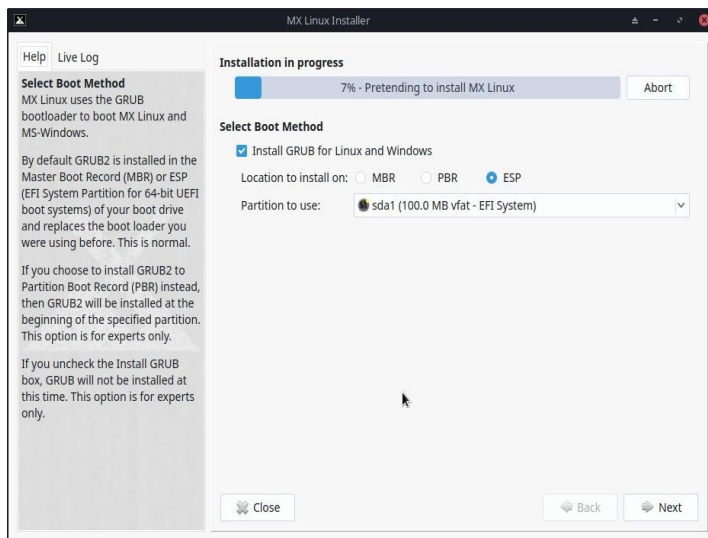 MX Linux Installer
Help Live Log
Select Boot Method
MX Linux uses the GRUB
bootloader to boot MX Linux and
MS-Windows.
By default GRUB2 is installed in the
Master Boot Record (MBR) or ESP
(EFI System Partition for 64-bit UEFI
boot systems) of your boot drive
and replaces the boot loader you
were using before. This is normal.
If you choose to install GRUB2 to
Partition Boot Record (PBR) instead,
then GRUB2 will be installed at the
beginning of the specified partition.
This option is for experts only.
If you uncheck the Install GRUB
box, GRUB will not be installed at
this time. This option is for experts
only.
Installation in progress
7% - Pretending to install MX Linux Abort
Select Boot Method
Install GRUB for Linux and Windows
Location to install on: MBR PBR ESP
Partition to use: sda1 (100.0 MB vfat - EFI System)
Close Back Next